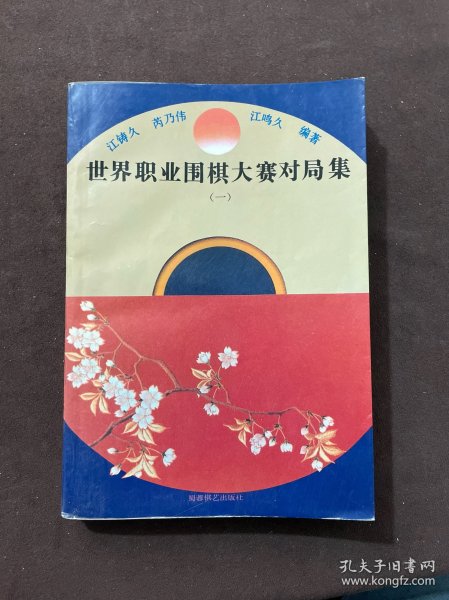 江铸久 芮乃伟 江鸣久 编著
世界职业围棋大赛对局集
(一)
蜀蓉棋艺出版社
孔夫子旧书网
www.kongfz.com